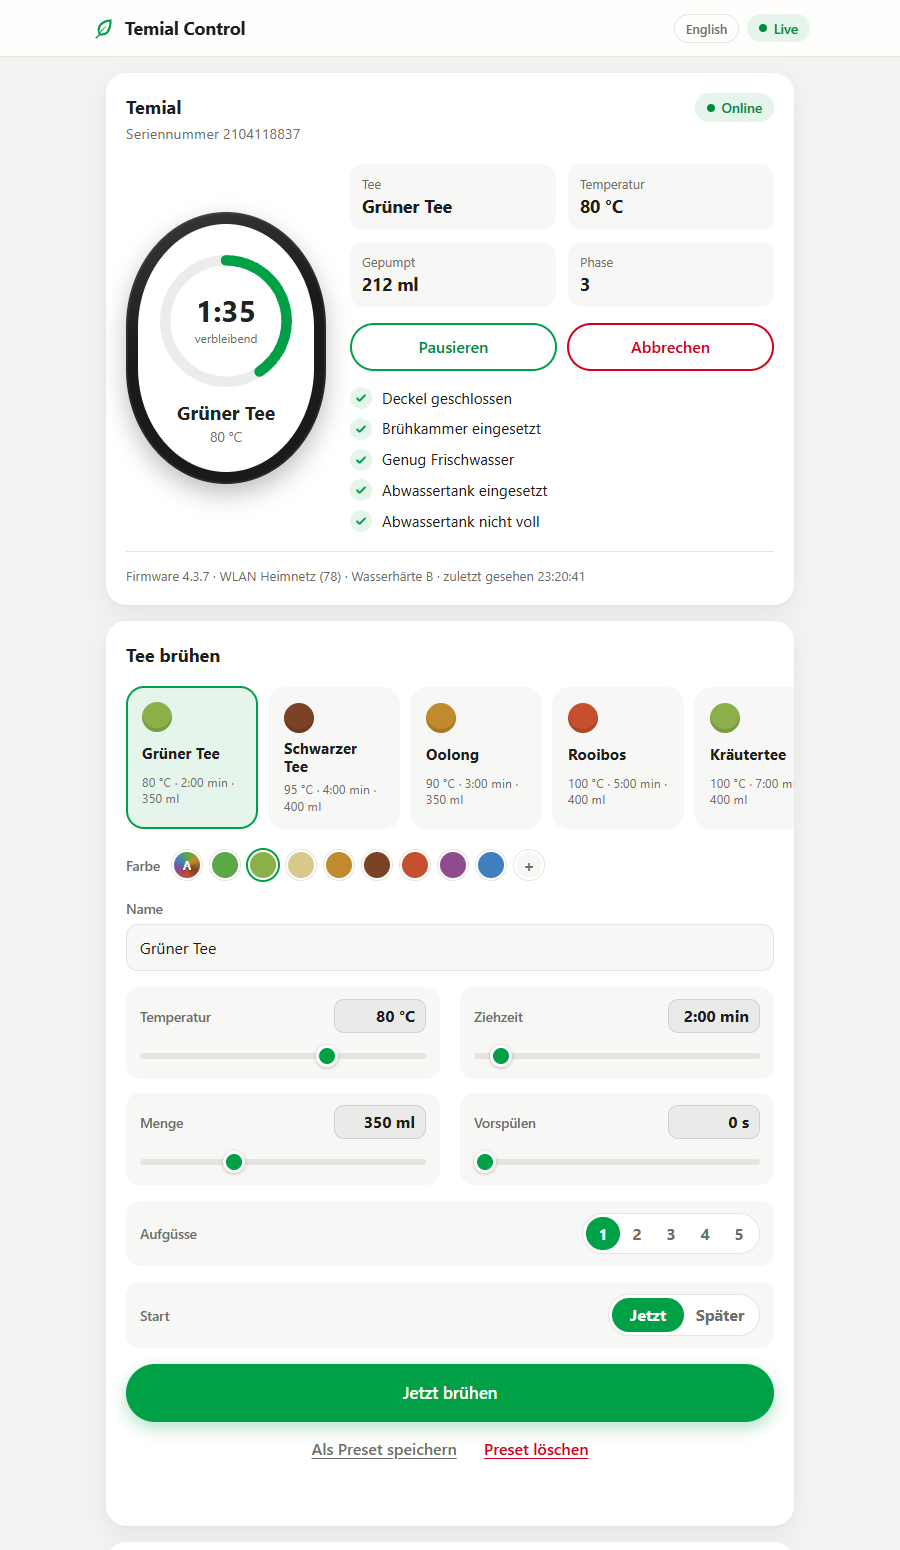 Temial Control
English
Live
Temial
Online
Seriennummer 2104118837
1:35
verbleibend
Grüner Tee
80 °C
Tee
Grüner Tee
Temperatur
80 °C
Gepumpt
212 ml
Phase
3
Pausieren
Abbrechen
Deckel geschlossen
Brühkammer eingesetzt
Genug Frischwasser
Abwassertank eingesetzt
Abwassertank nicht voll
Firmware 4.3.7 · WLAN Heimnetz (78) · Wasserhärte B · zuletzt gesehen 23:20:41
Tee brühen
Grüner Tee
80 °C · 2:00 min ·
350 ml
Schwarzer
Tee
95 °C · 4:00 min ·
400 ml
Oolong
90 °C · 3:00 min ·
350 ml
Rooibos
100 °C · 5:00 min ·
400 ml
Kräutertee
100 °C · 7:00 m
400 ml
Farbe
A
+
Name
Grüner Tee
Temperatur
80 °C
Ziehzeit
2:00 min
Menge
350 ml
Vorspülen
0 s
Aufgüsse
1 2 3 4 5
Start
Jetzt
Später
Jetzt brühen
Als Preset speichern
Preset löschen